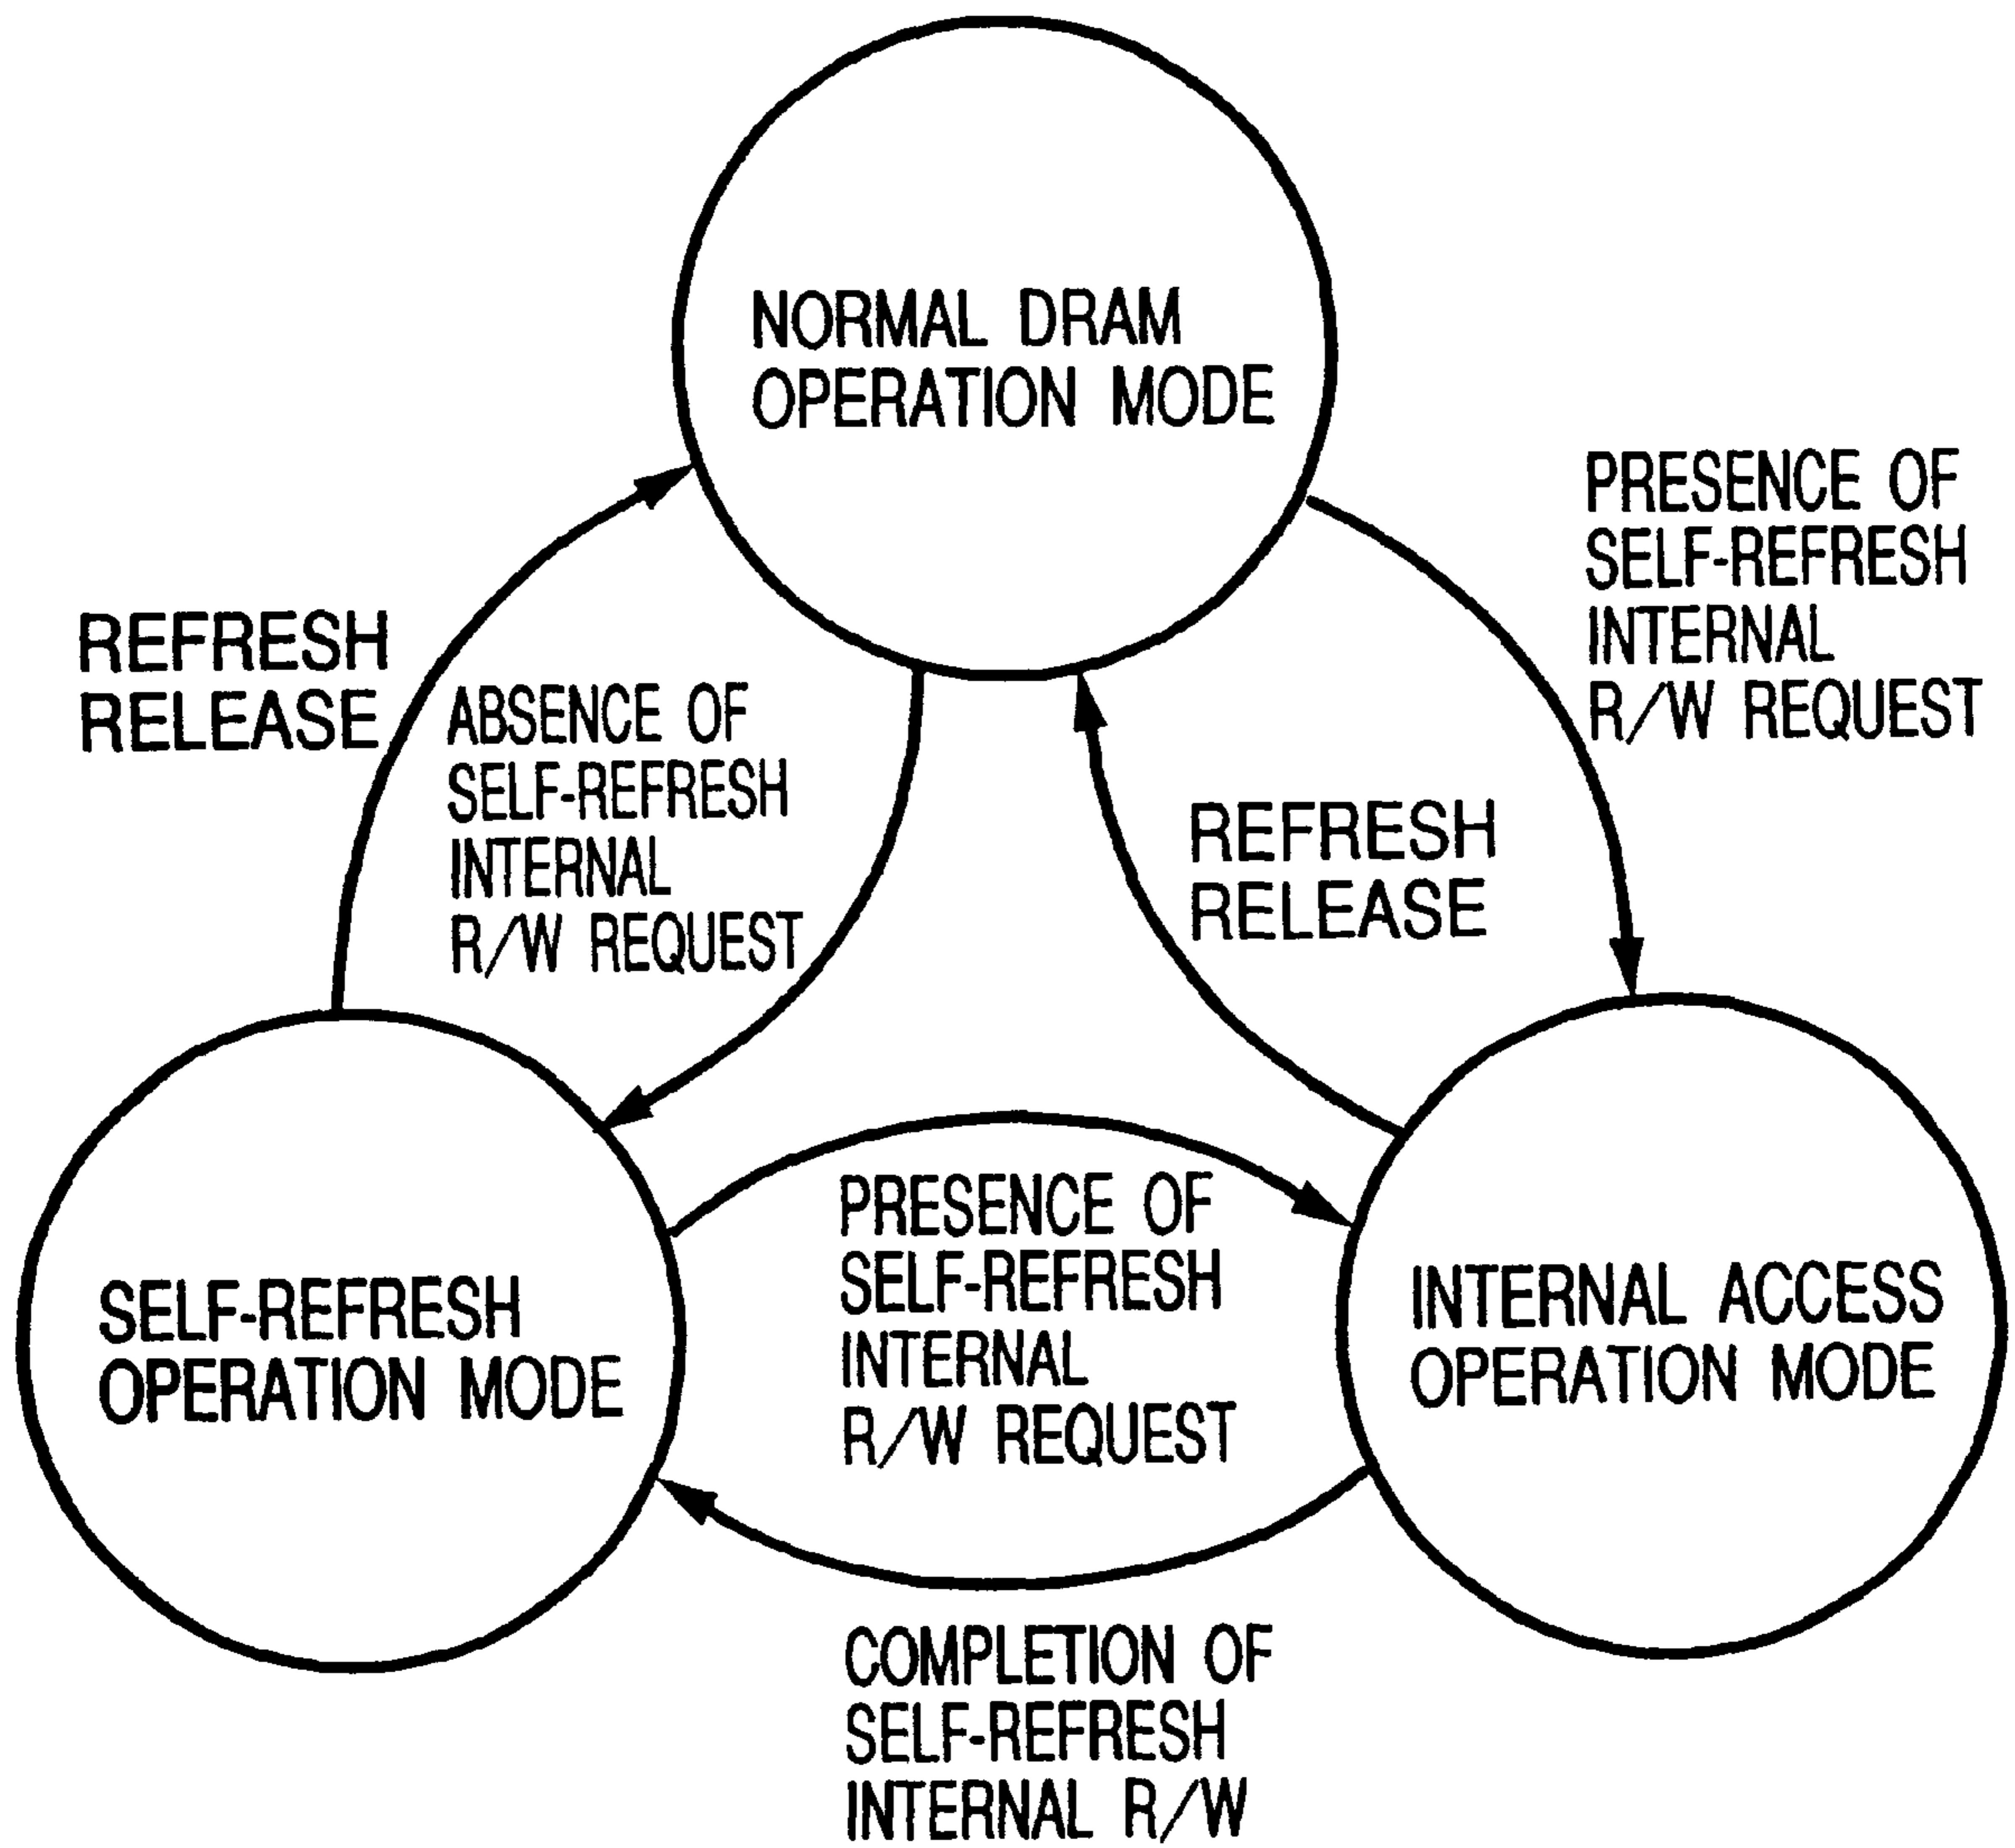 NORMAL DRAM
OPERATION MODE
PRESENCE OF
SELF-REFRESH
INTERNAL
R/W REQUEST
REFRESH
RELEASE
ABSENCE OF
SELF-REFRESH
INTERNAL
R/W REQUEST
REFRESH
RELEASE
PRESENCE OF
SELF-REFRESH
INTERNAL
R/W REQUEST
SELF-REFRESH
OPERATION MODE
INTERNAL ACCESS
OPERATION MODE
COMPLETION OF
SELF-REFRESH
INTERNAL R/W